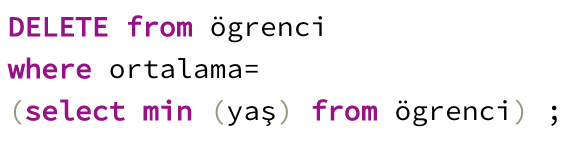 DELETE from ögrenci
where ortalama=
(select min (yaş) from ögrenci) ;